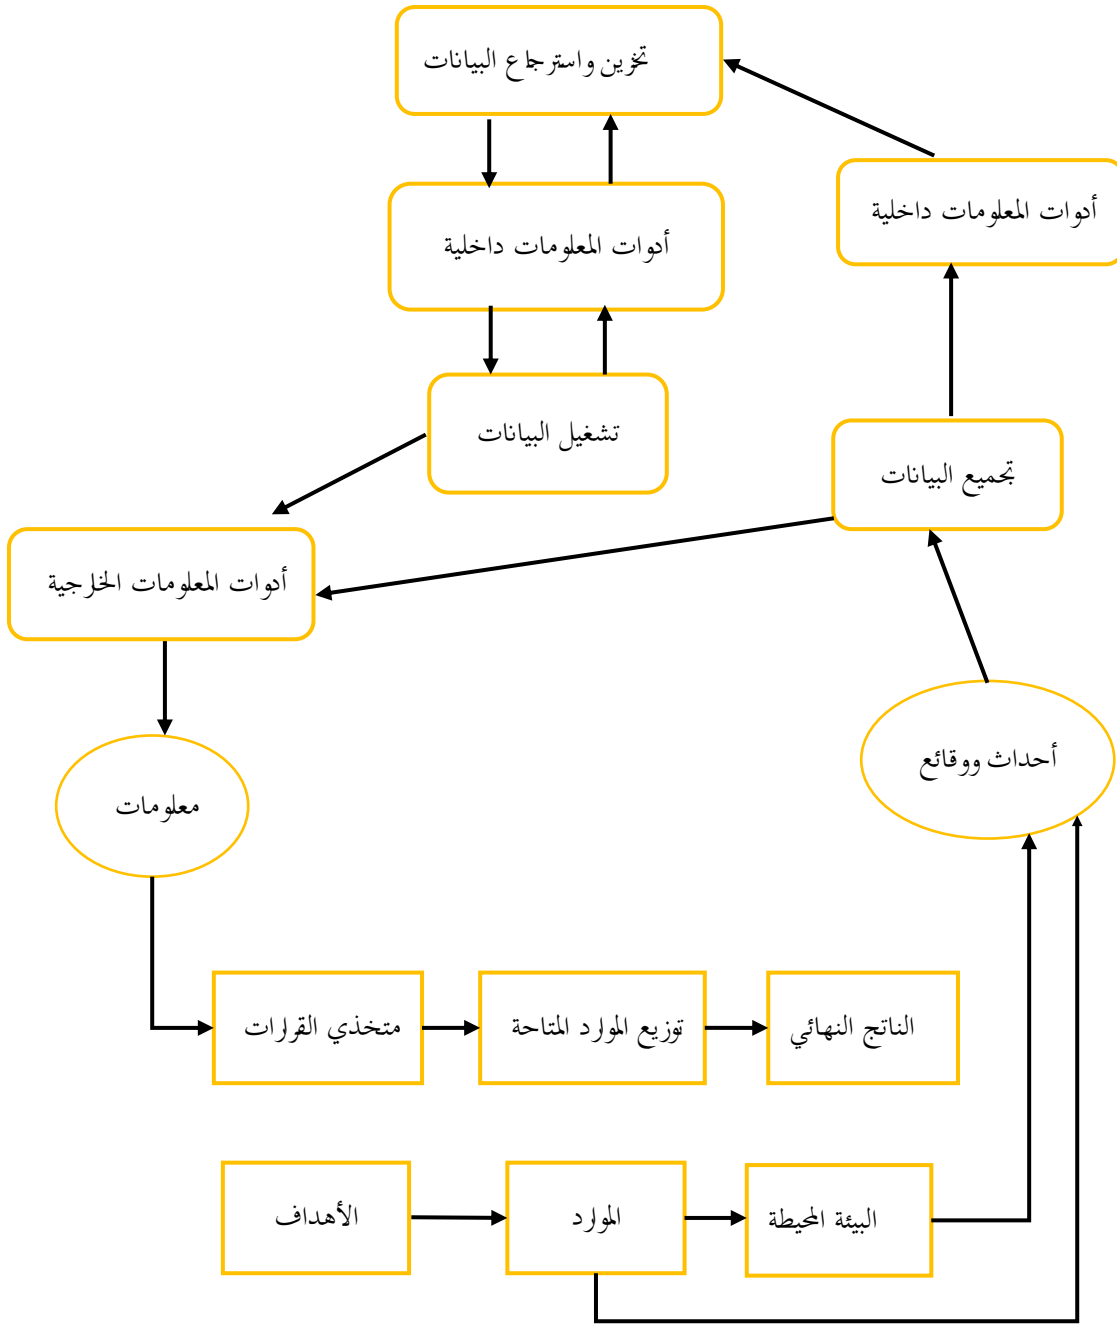 تخزين واسترجاع البيانات
أدوات المعلومات داخلية
أدوات المعلومات داخلية
تشغيل البيانات
تجميع البيانات
أدوات المعلومات الخارجية
أحداث ووقائع
معلومات
متخذي القرارات
توزيع الموارد المتاحة
الناتج النهائي
الأهداف
الموارد
البيئة المحيطة